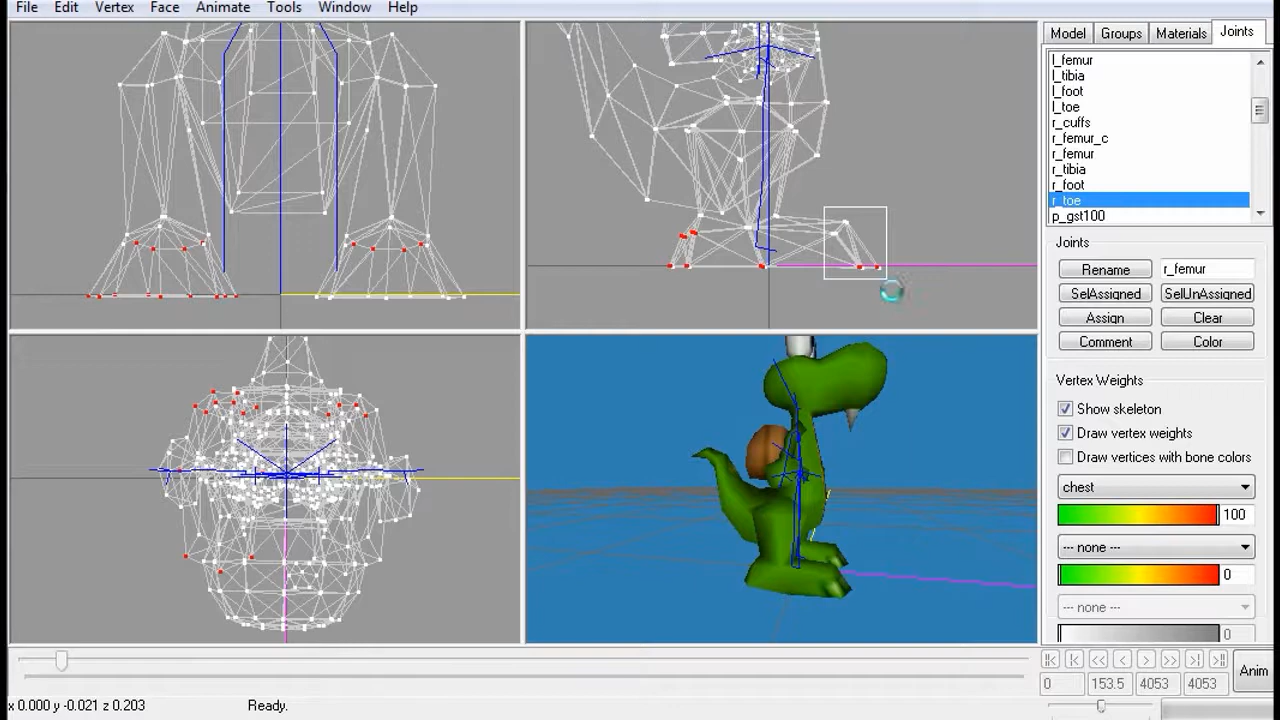 File Edit Vertex Face Animate Tools Window Help
Model Groups Materials Joints
l_femur
l_tibia
l_foot
l_toe
r_cuffs
r_femur_c
r_femur
r_tibia
r_foot
r_toe
p_gst100
Joints
Rename r_femur
SelAssigned SelUnAssigned
Assign Clear
Comment Color
Vertex Weights
Show skeleton
Draw vertex weights
Draw vertices with bone colors
chest
100
--- none ---
0
--- none ---
0
Anim
0 153.5 4053 4053
x 0.000 y -0.021 z 0.203 Ready.